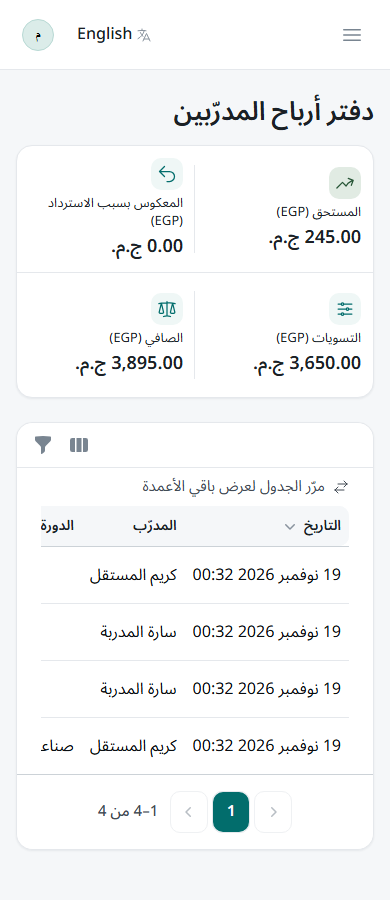 م
English
دفتر أرباح المدرّبين
المستحق (EGP)
245.00 ج.م.
المعكوس بسبب الاسترداد (EGP)
0.00 ج.م.
التسويات (EGP)
3,650.00 ج.م.
الصافي (EGP)
3,895.00 ج.م.
مرّر الجدول لعرض باقي الأعمدة
التاريخ المدرّب الدورة
19 نوفمبر 2026 00:32 كريم المستقل
19 نوفمبر 2026 00:32 سارة المدربة
19 نوفمبر 2026 00:32 سارة المدربة
19 نوفمبر 2026 00:32 كريم المستقل صناع
1
1–4 من 4